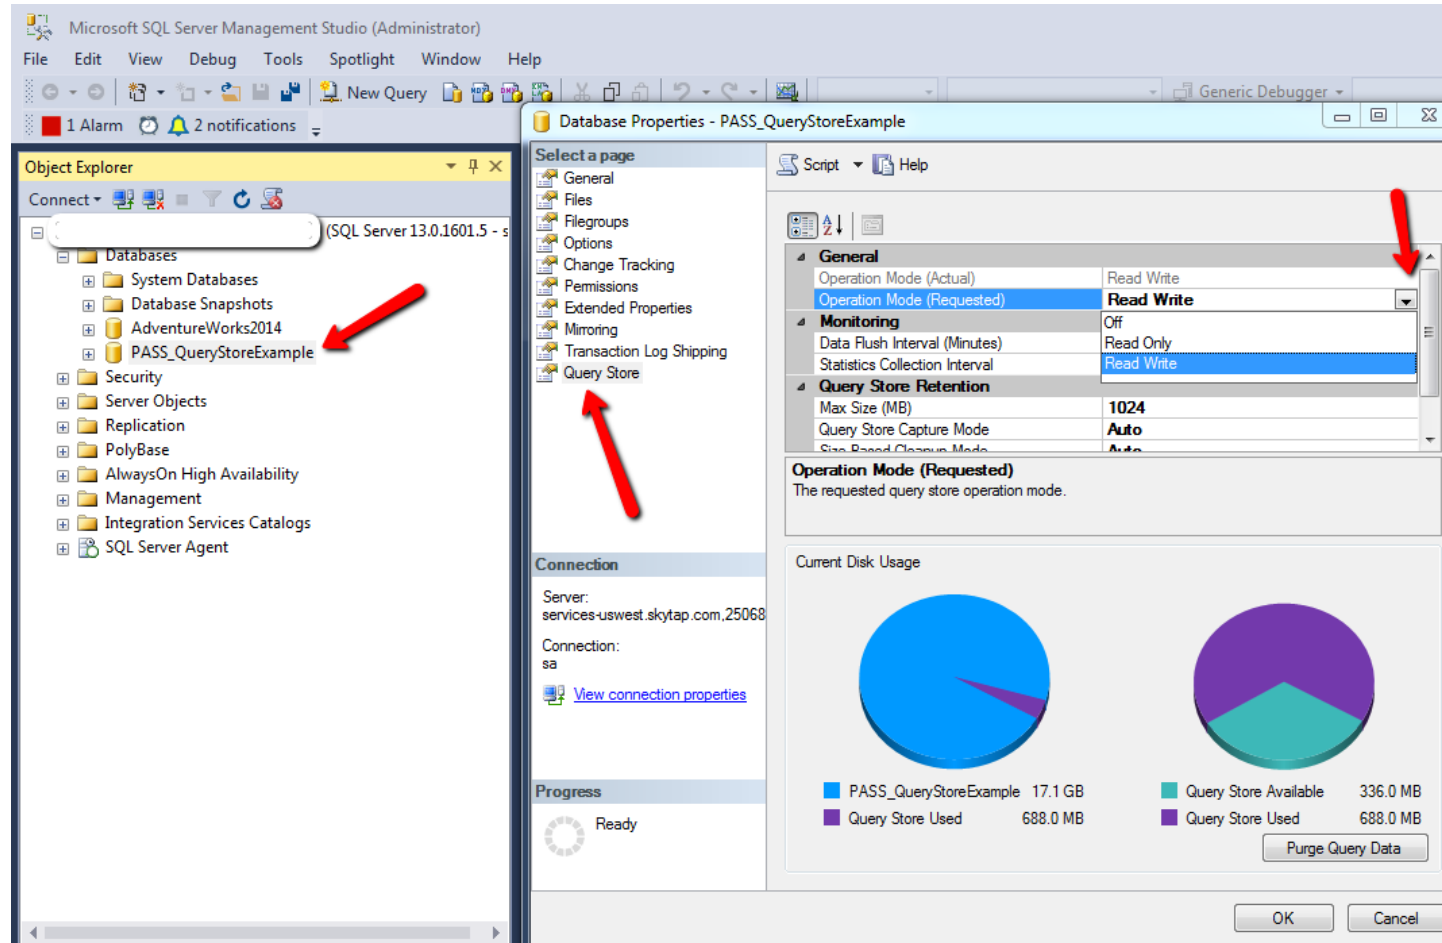 Microsoft SQL Server Management Studio (Administrator)
File Edit View Debug Tools Spotlight Window Help
New Query Generic Debugger
1 Alarm 2 notifications
Object Explorer
Connect
(SQL Server 13.0.1601.5 - s
Databases
System Databases
Database Snapshots
AdventureWorks2014
PASS_QueryStoreExample
Security
Server Objects
Replication
PolyBase
AlwaysOn High Availability
Management
Integration Services Catalogs
SQL Server Agent
Database Properties - PASS_QueryStoreExample
Select a page
General
Files
Filegroups
Options
Change Tracking
Permissions
Extended Properties
Mirroring
Transaction Log Shipping
Query Store
Connection
Server:
services-uswest.skytap.com,25068
Connection:
sa
View connection properties
Progress
Ready
Script Help
General
Operation Mode (Actual) Read Write
Operation Mode (Requested) Read Write
Off
Read Only
Read Write
Monitoring
Data Flush Interval (Minutes)
Statistics Collection Interval
Query Store Retention
Max Size (MB) 1024
Query Store Capture Mode Auto
Size Based Cleanup Mode Auto
Operation Mode (Requested)
The requested query store operation mode.
Current Disk Usage
PASS_QueryStoreExample 17.1 GB
Query Store Used 688.0 MB
Query Store Available 336.0 MB
Query Store Used 688.0 MB
Purge Query Data
OK Cancel